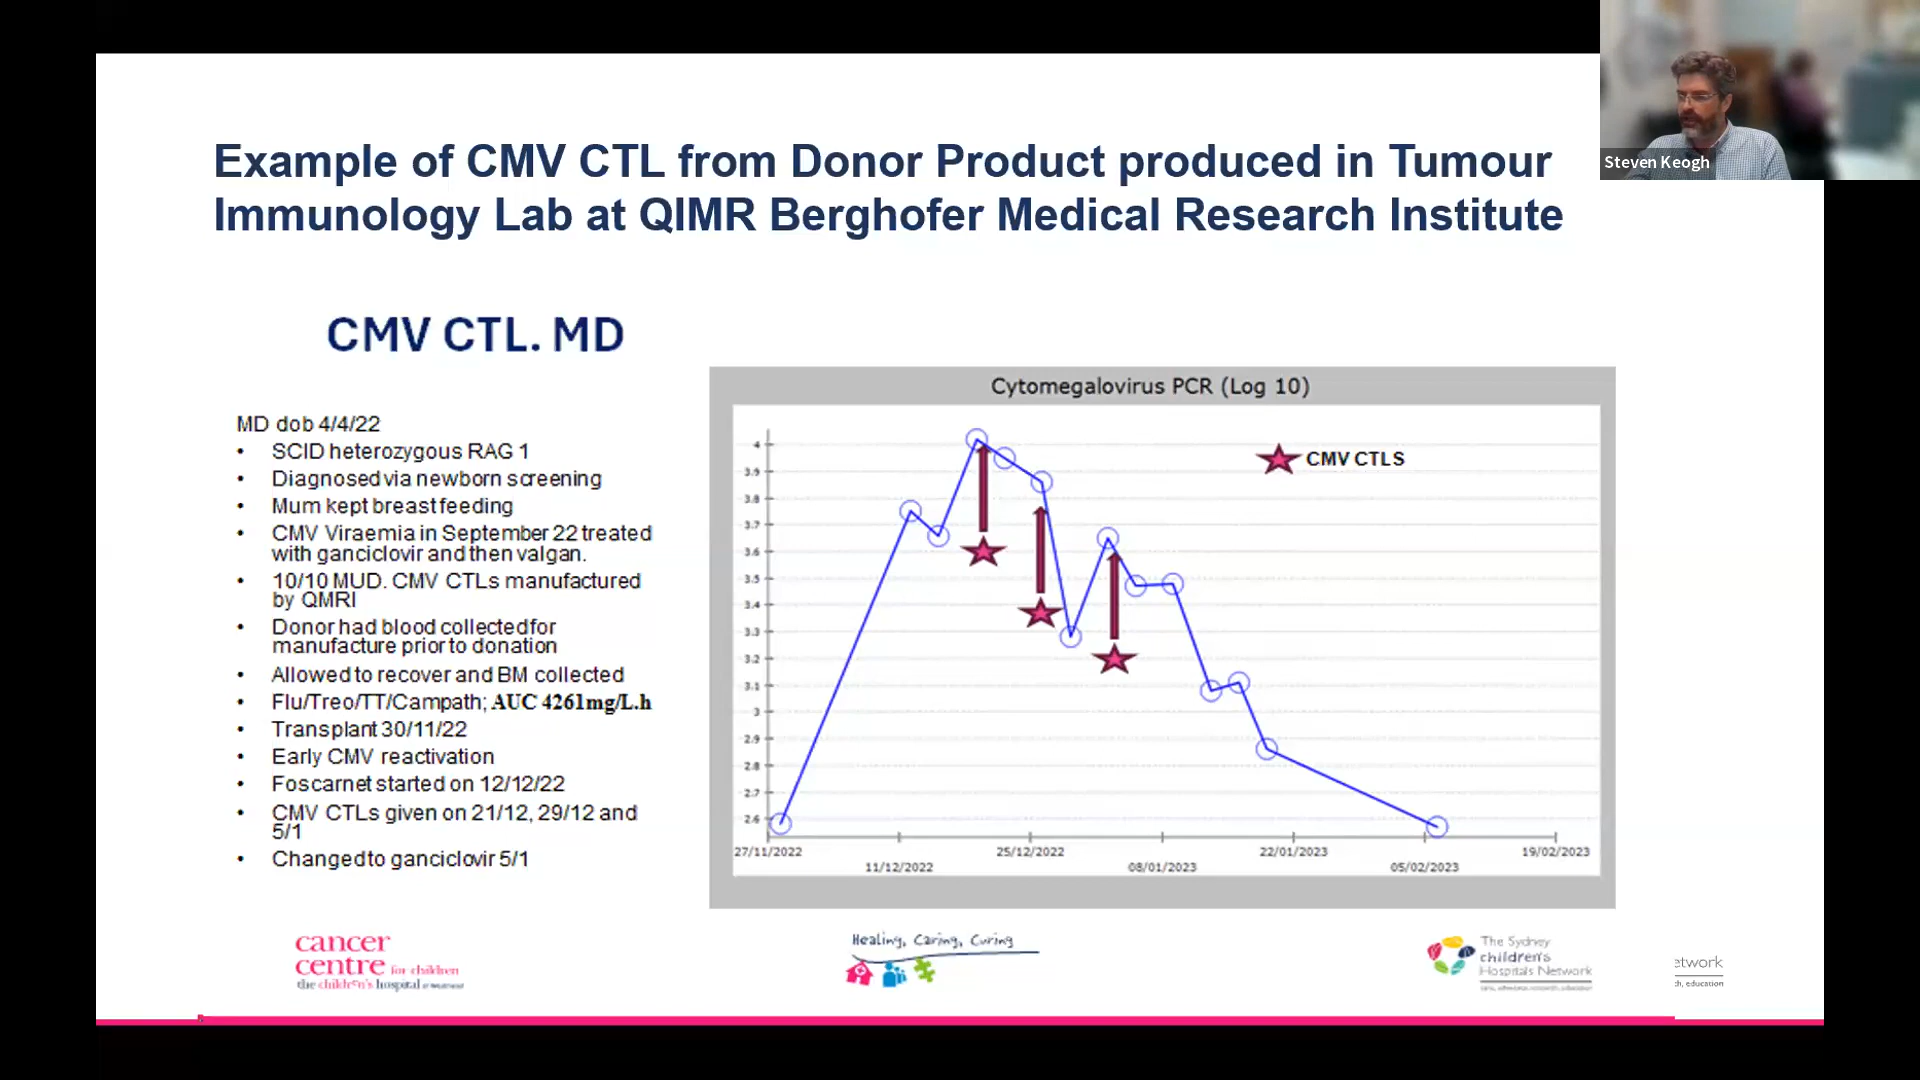 Steven Keogh
Example of CMV CTL from Donor Product produced in Tumour
Immunology Lab at QIMR Berghofer Medical Research Institute
CMV CTL. MD
MD dob 4/4/22
• SCID heterozygous RAG 1
• Diagnosed via newborn screening
• Mum kept breast feeding
• CMV Viraemia in September 22 treated
with ganciclovir and then valgan.
• 10/10 MUD. CMV CTLs manufactured
by QMRI
• Donor had blood collected for
manufacture prior to donation
• Allowed to recover and BM collected
• Flu/Treo/TT/Campath; AUC 4261mg/L.h
• Transplant 30/11/22
• Early CMV reactivation
• Foscarnet started on 12/12/22
• CMV CTLs given on 21/12, 29/12 and
5/1
• Changed to ganciclovir 5/1
Cytomegalovirus PCR (Log 10)
CMV CTLS
4
3.9
3.8
3.7
3.6
3.5
3.4
3.3
3.2
3.1
3
2.9
2.8
2.7
2.6
27/11/2022
11/12/2022
25/12/2022
08/01/2023
22/01/2023
05/02/2023
19/02/2023
cancer
centre for children
the children's hospital at westmead
Healing, Caring, Curing
The Sydney
children's
Hospitals Network
care, advocacy, research, education
etwork
ch, education